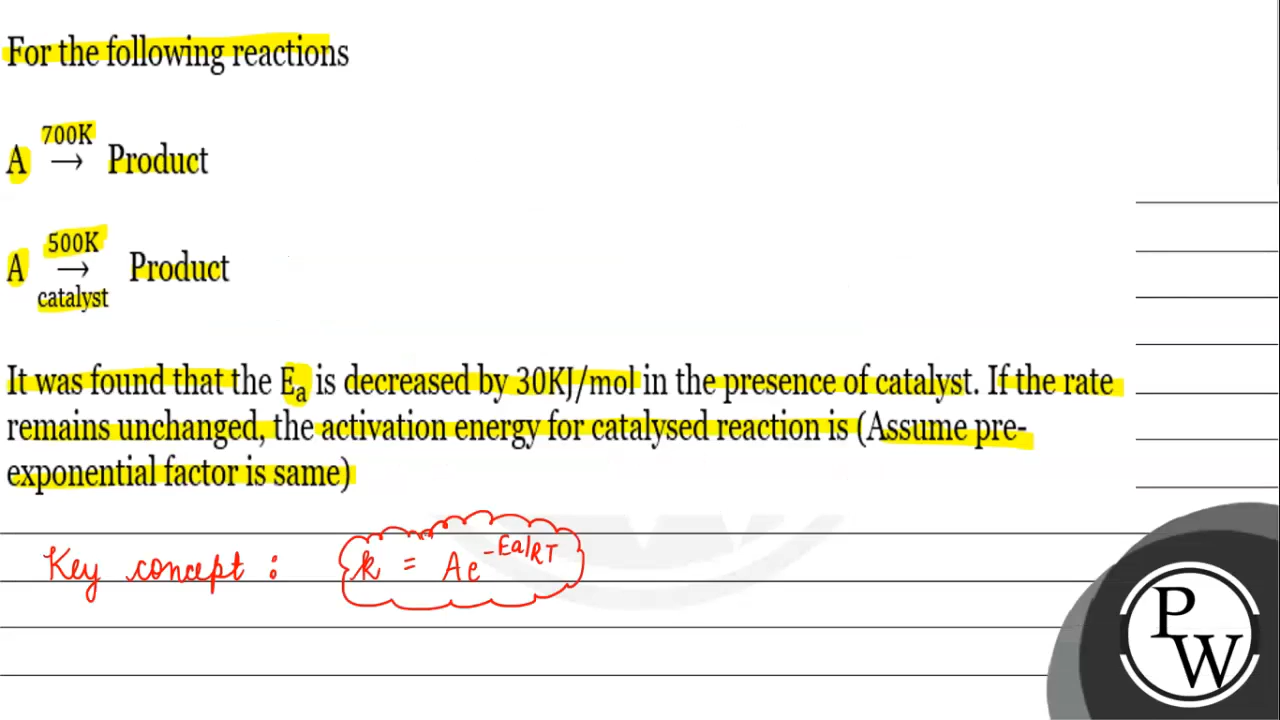 For the following reactions
700K
A → Product
500K
A → Product
catalyst
It was found that the Eₐ is decreased by 30KJ/mol in the presence of catalyst. If the rate
remains unchanged, the activation energy for catalysed reaction is (Assume pre-
exponential factor is same)
Key concept : k = Ae^-Ea/RT
P
W